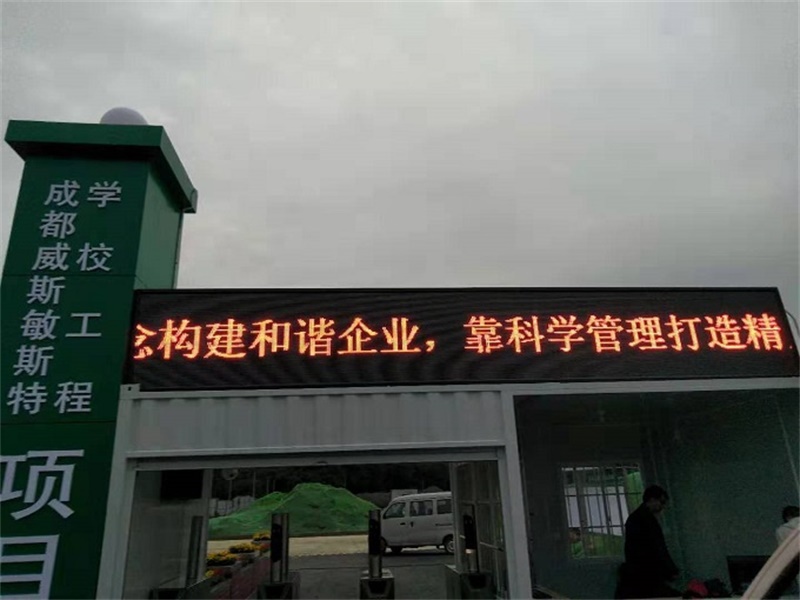 成都威斯敏斯特
学校工程
项目
念构建和谐企业，靠科学管理打造精